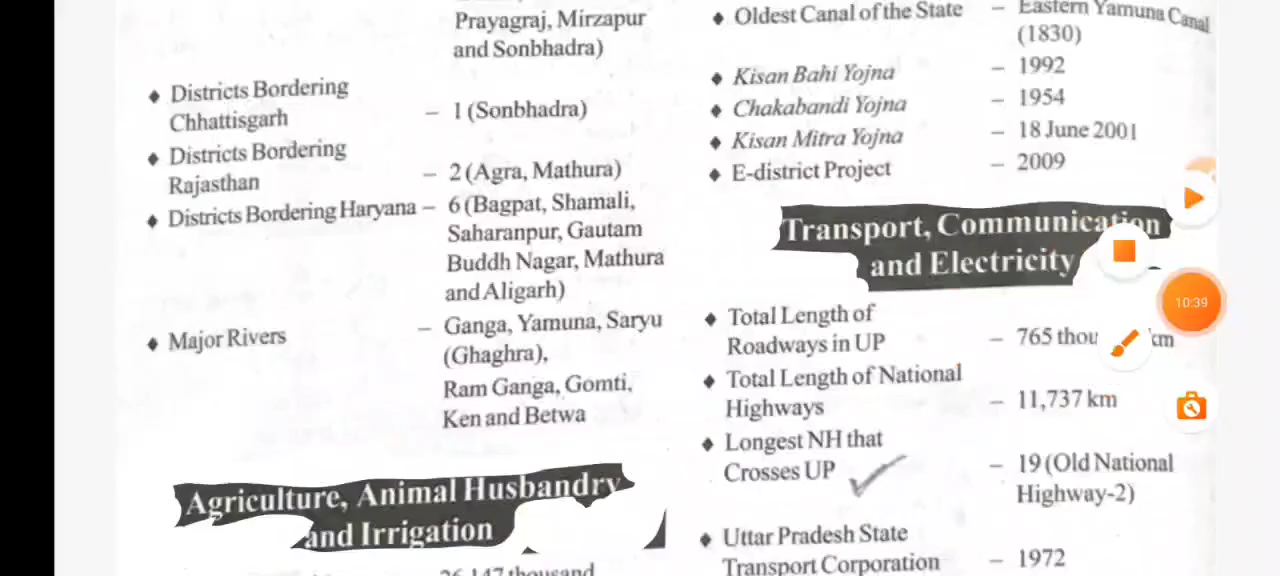 Prayagraj, Mirzapur
and Sonbhadra)
♦ Districts Bordering
Chhattisgarh – 1 (Sonbhadra)
♦ Districts Bordering
Rajasthan – 2 (Agra, Mathura)
♦ Districts Bordering Haryana – 6 (Bagpat, Shamali,
Saharanpur, Gautam
Buddh Nagar, Mathura
and Aligarh)
♦ Major Rivers – Ganga, Yamuna, Saryu
(Ghaghra),
Ram Ganga, Gomti,
Ken and Betwa
Agriculture, Animal Husbandry
and Irrigation
26,147 thousand
♦ Oldest Canal of the State – Eastern Yamuna Canal
(1830)
♦ Kisan Bahi Yojna – 1992
♦ Chakabandi Yojna – 1954
♦ Kisan Mitra Yojna – 18 June 2001
♦ E-district Project – 2009
Transport, Communication
and Electricity
♦ Total Length of
Roadways in UP – 765 km
♦ Total Length of National
Highways – 11,737 km
♦ Longest NH that
Crosses UP – 19 (Old National
Highway-2)
♦ Uttar Pradesh State
Transport Corporation – 1972
10:39